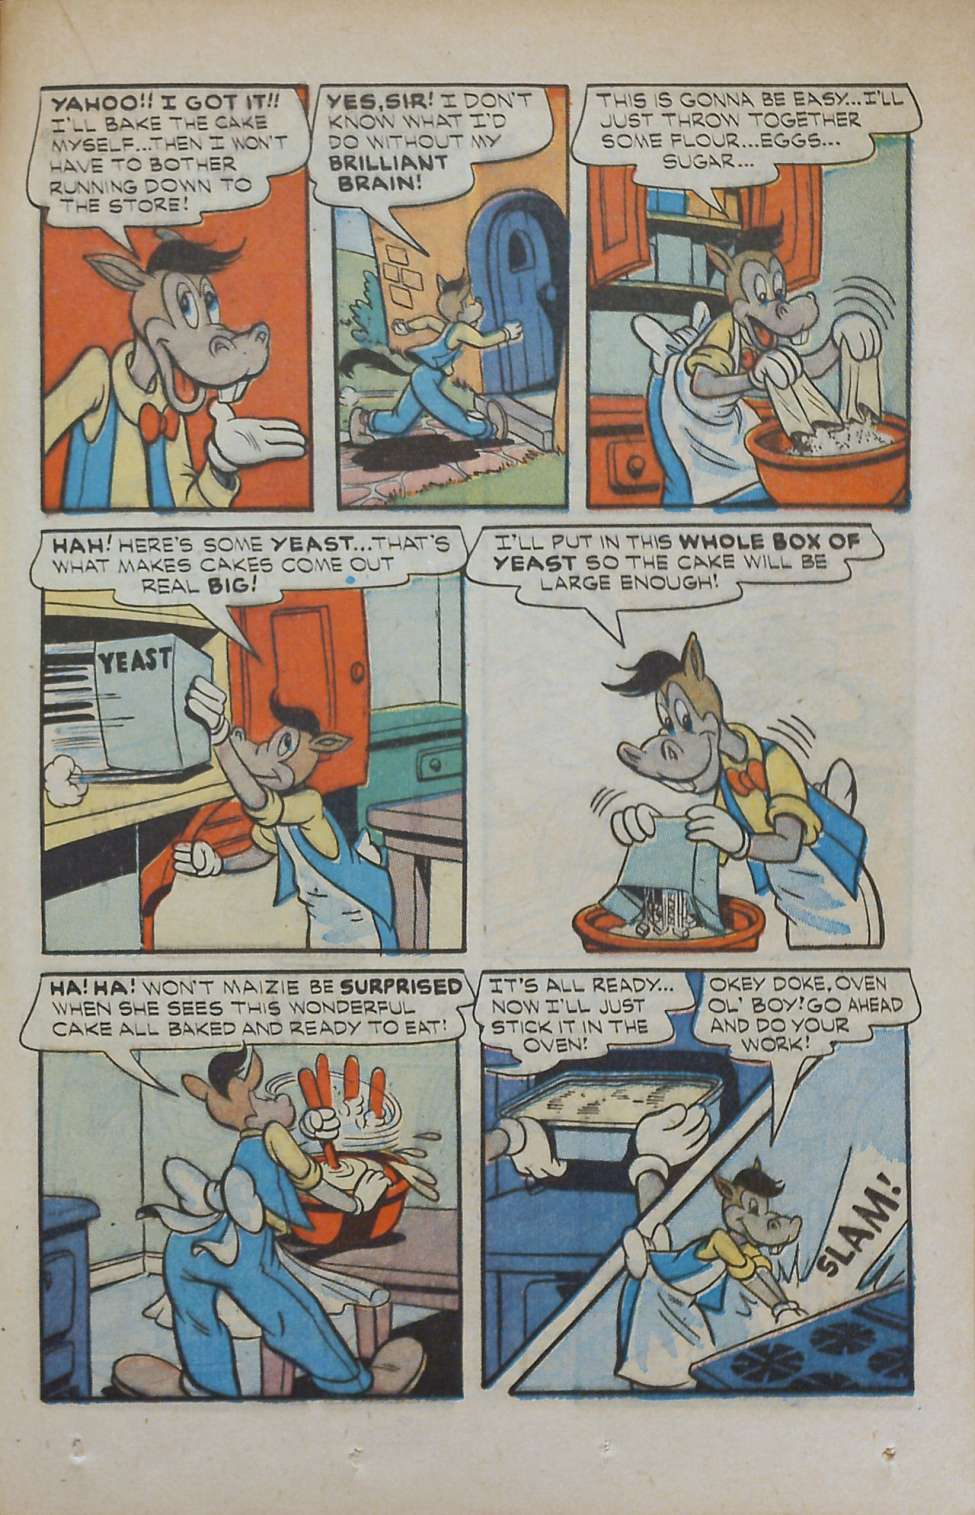 YAHOO!! I GOT IT!!
I'LL BAKE THE CAKE
MYSELF...THEN I WON'T
HAVE TO BOTHER
RUNNING DOWN TO
THE STORE!
YES, SIR! I DON'T
KNOW WHAT I'D
DO WITHOUT MY
BRILLIANT
BRAIN!
THIS IS GONNA BE EASY...I'LL
JUST THROW TOGETHER
SOME FLOUR...EGGS...
SUGAR...
HAH! HERE'S SOME YEAST...THAT'S
WHAT MAKES CAKES COME OUT
REAL BIG!
YEAST
I'LL PUT IN THIS WHOLE BOX OF
YEAST SO THE CAKE WILL BE
LARGE ENOUGH!
HA! HA! WON'T MAIZIE BE SURPRISED
WHEN SHE SEES THIS WONDERFUL
CAKE ALL BAKED AND READY TO EAT!
IT'S ALL READY...
NOW I'LL JUST
STICK IT IN THE
OVEN!
OKEY DOKE, OVEN
OL' BOY! GO AHEAD
AND DO YOUR
WORK!
SLAM!